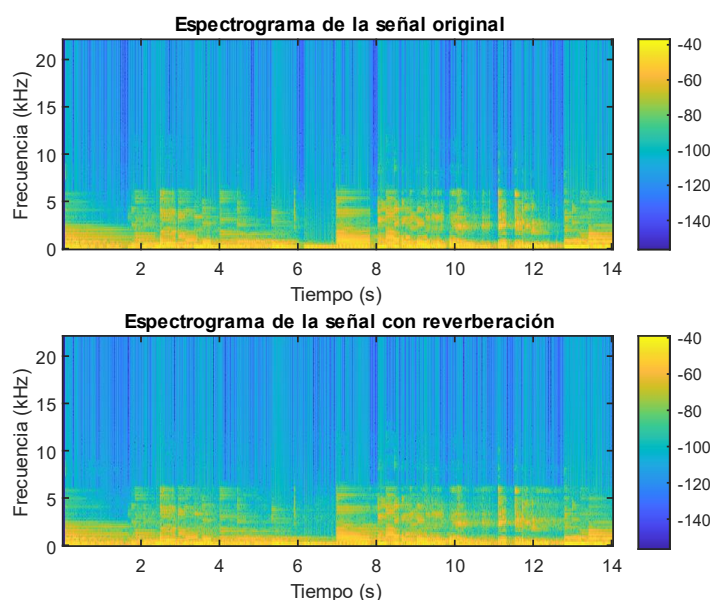 Espectrograma de la señal original
Frecuencia (kHz)
20
15
10
5
0
2 4 6 8 10 12 14
Tiempo (s)
-40
-60
-80
-100
-120
-140
Espectrograma de la señal con reverberación
Frecuencia (kHz)
20
15
10
5
0
2 4 6 8 10 12 14
Tiempo (s)
-40
-60
-80
-100
-120
-140